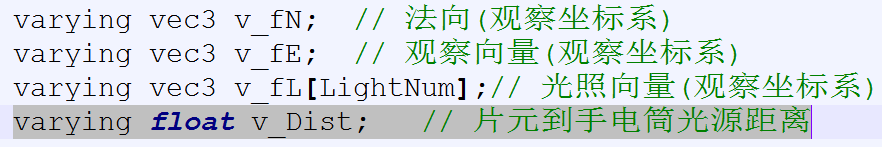 varying vec3 v_fN;  // 法向(观察坐标系)
varying vec3 v_fE;  // 观察向量(观察坐标系)
varying vec3 v_fL[LightNum];// 光照向量(观察坐标系)
varying float v_Dist;   // 片元到手电筒光源距离